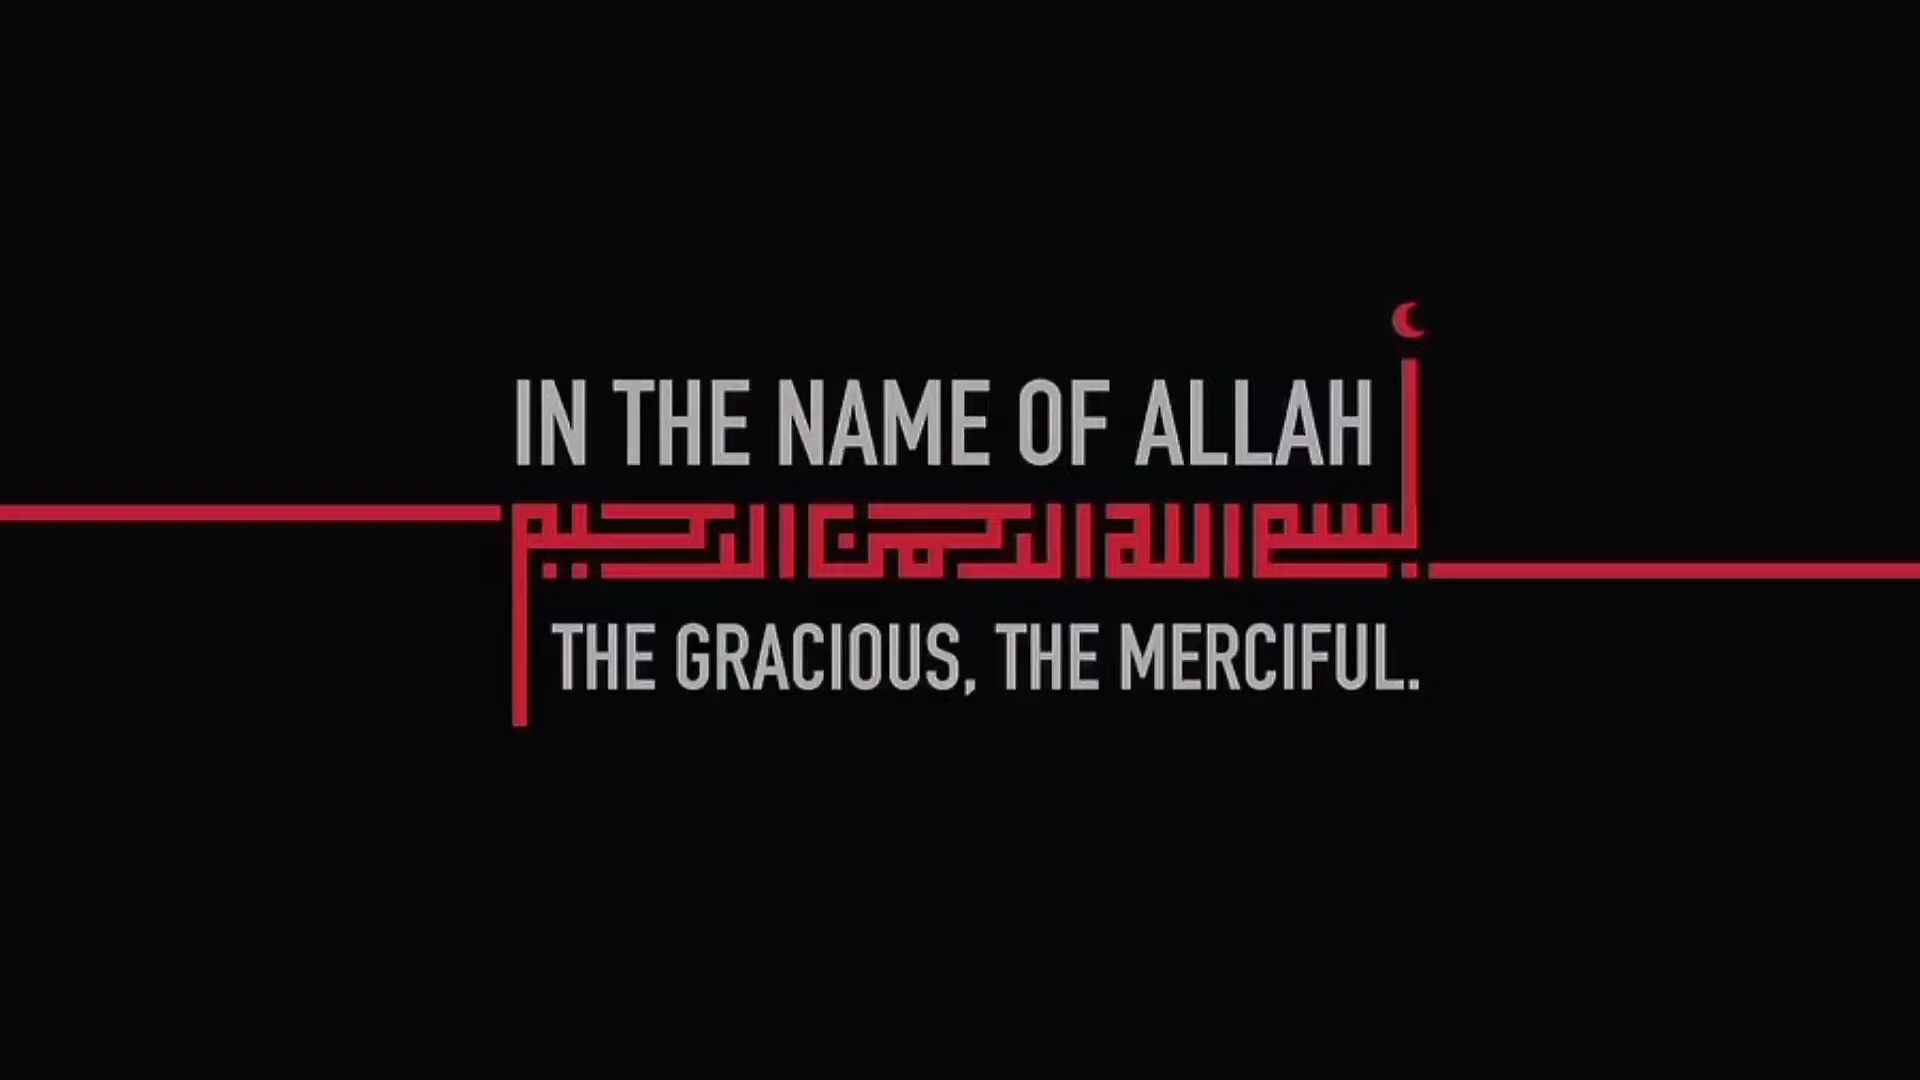 IN THE NAME OF ALLAH
بسم الله الرحمن الرحيم
THE GRACIOUS, THE MERCIFUL.